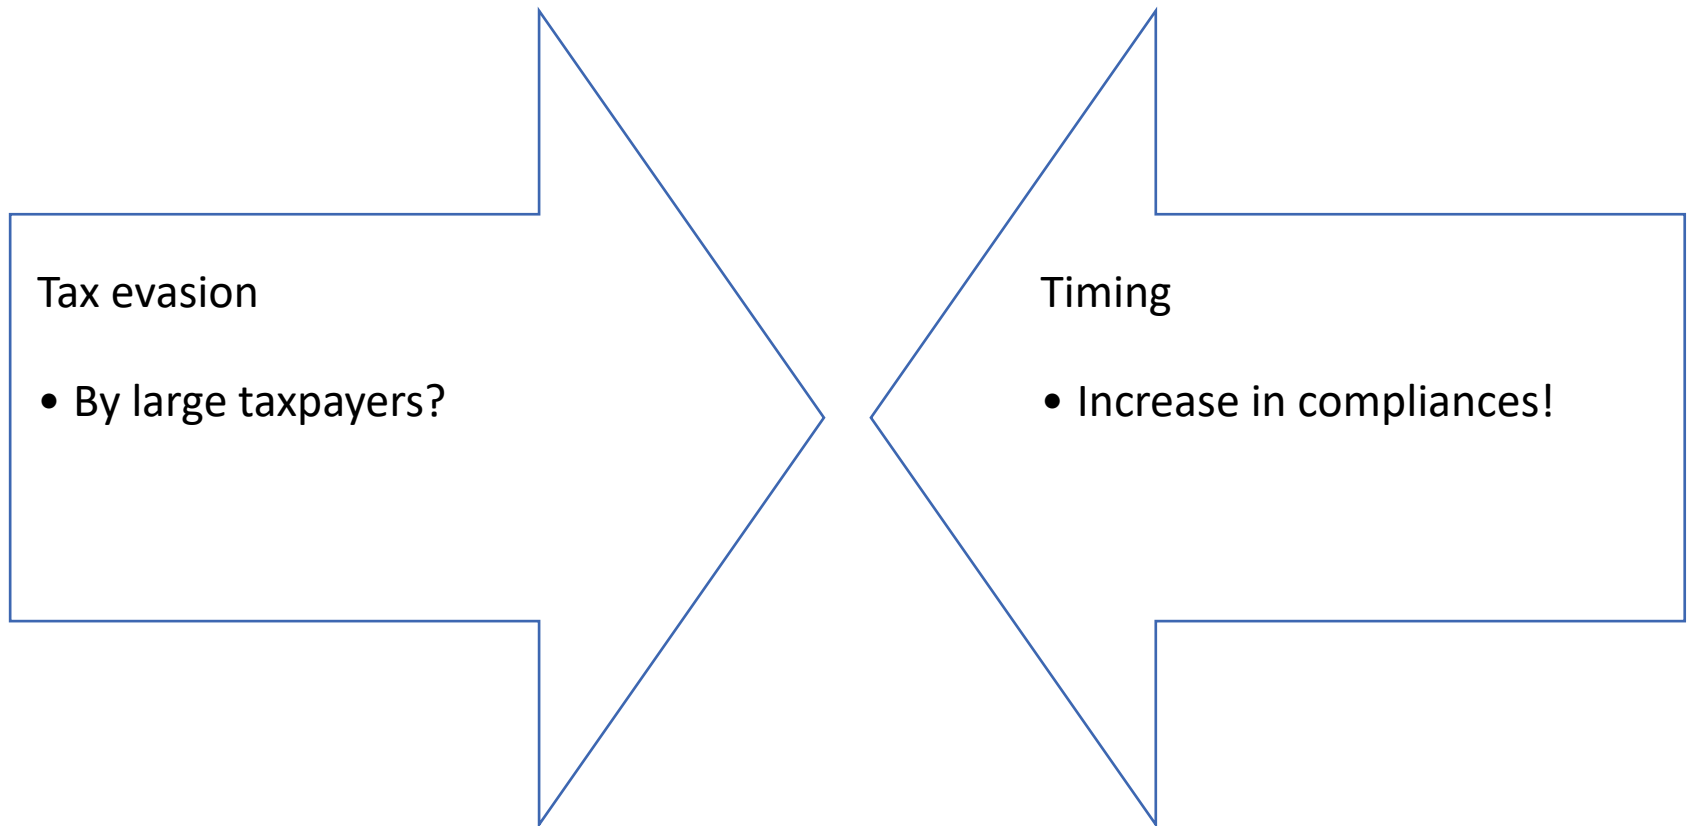 Tax evasion
• By large taxpayers?
Timing
• Increase in compliances!